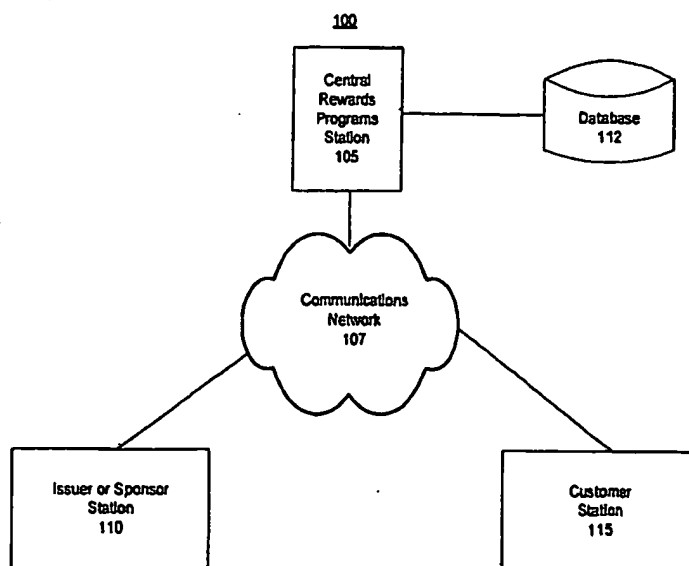 100
Central
Rewards
Programs
Station
105
Database
112
Communications
Network
107
Issuer or Sponsor
Station
110
Customer
Station
115